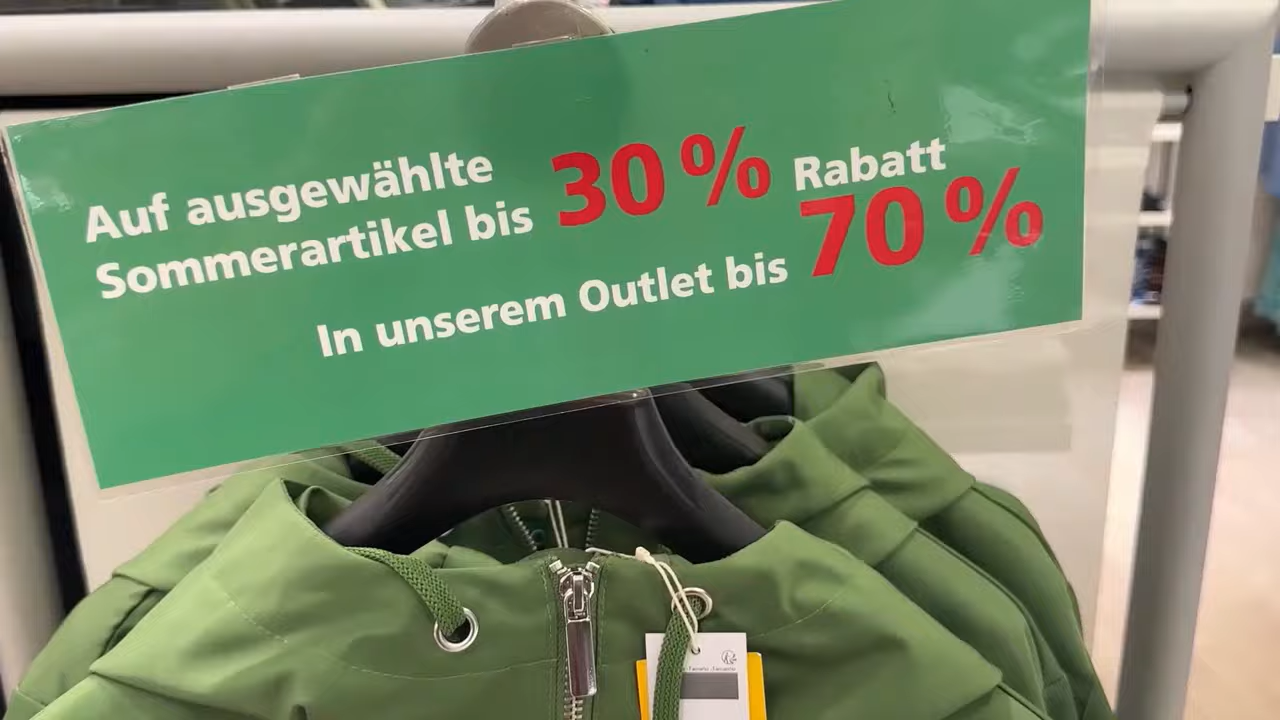 Auf ausgewählte
Sommerartikel bis 30 % Rabatt
In unserem Outlet bis 70 %